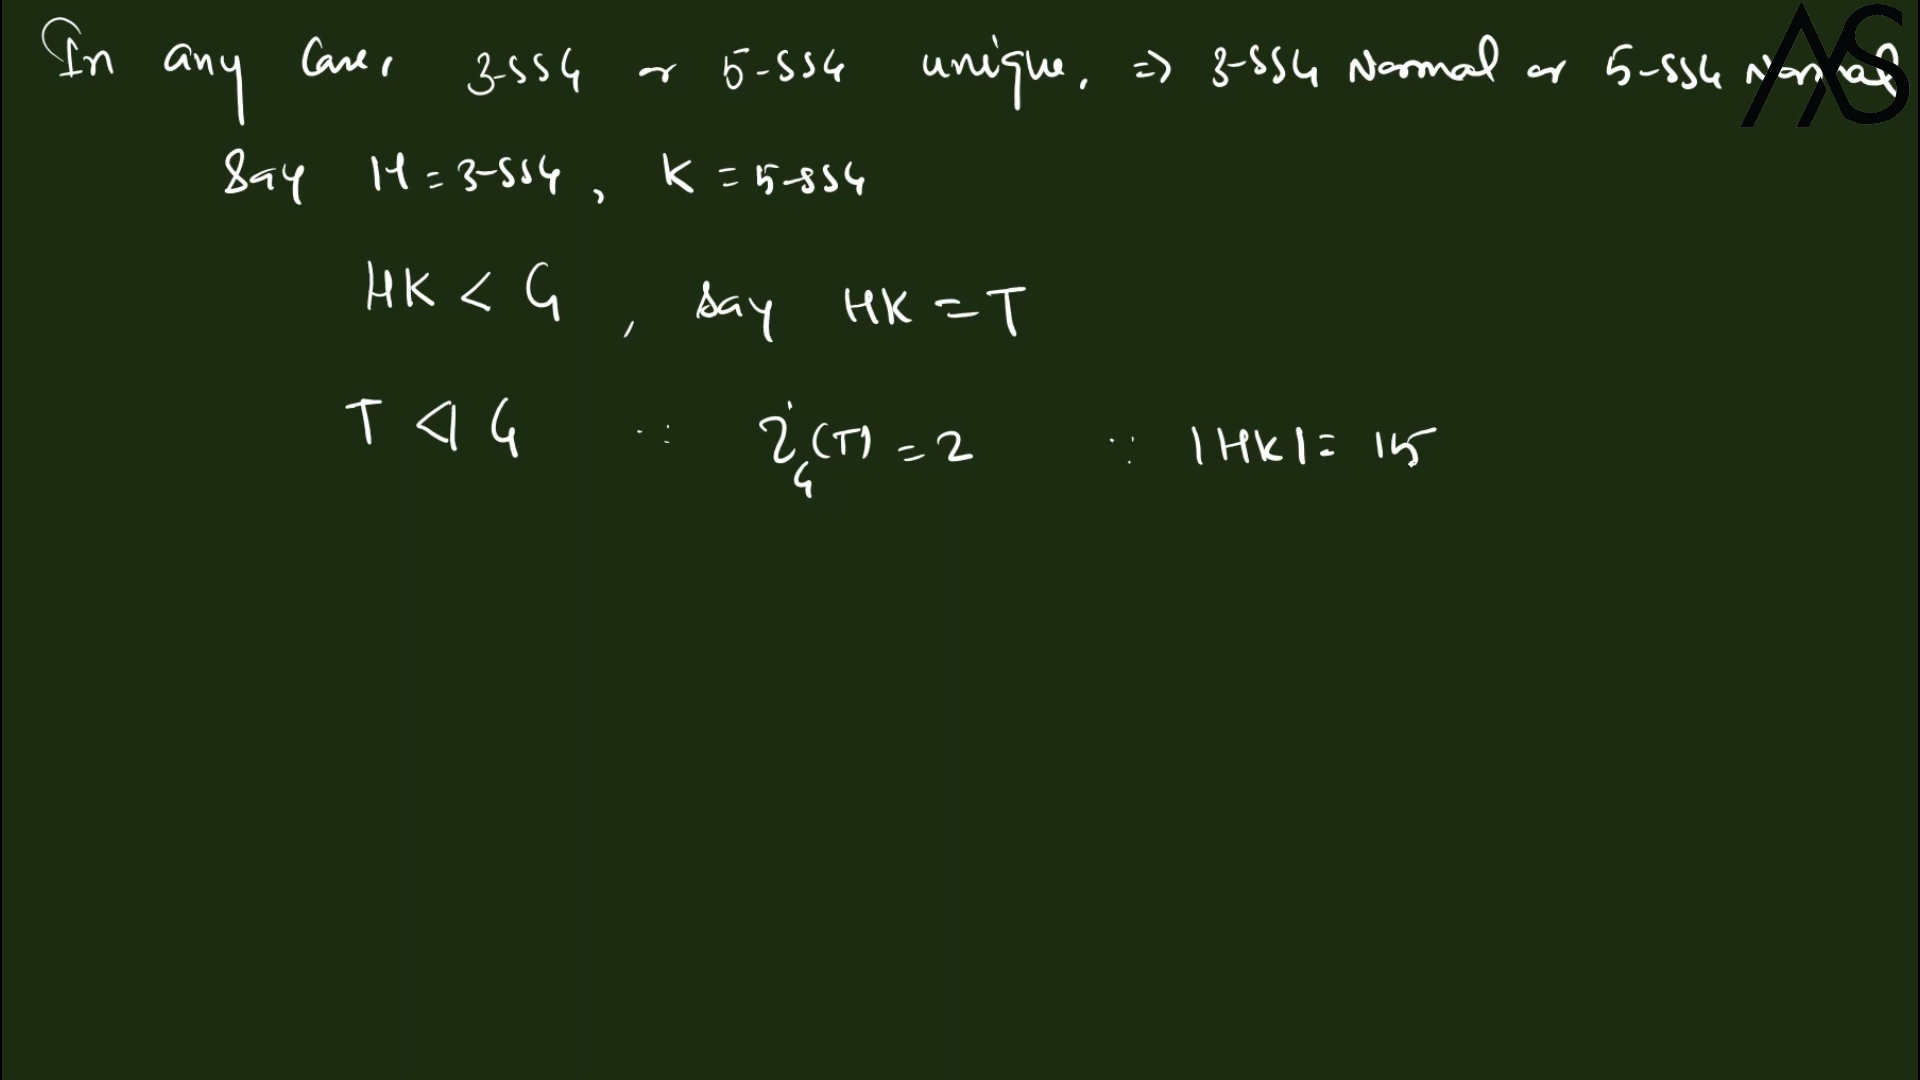 In any case, 3-SSG or 5-SSG unique, ⇒ 3-SSG Normal or 5-SSG Normal
Say H = 3-SSG, K = 5-SSG
HK < G, say HK = T
T ⊲ G ∵ i_G(T) = 2 ∵ |HK| = 15
AS